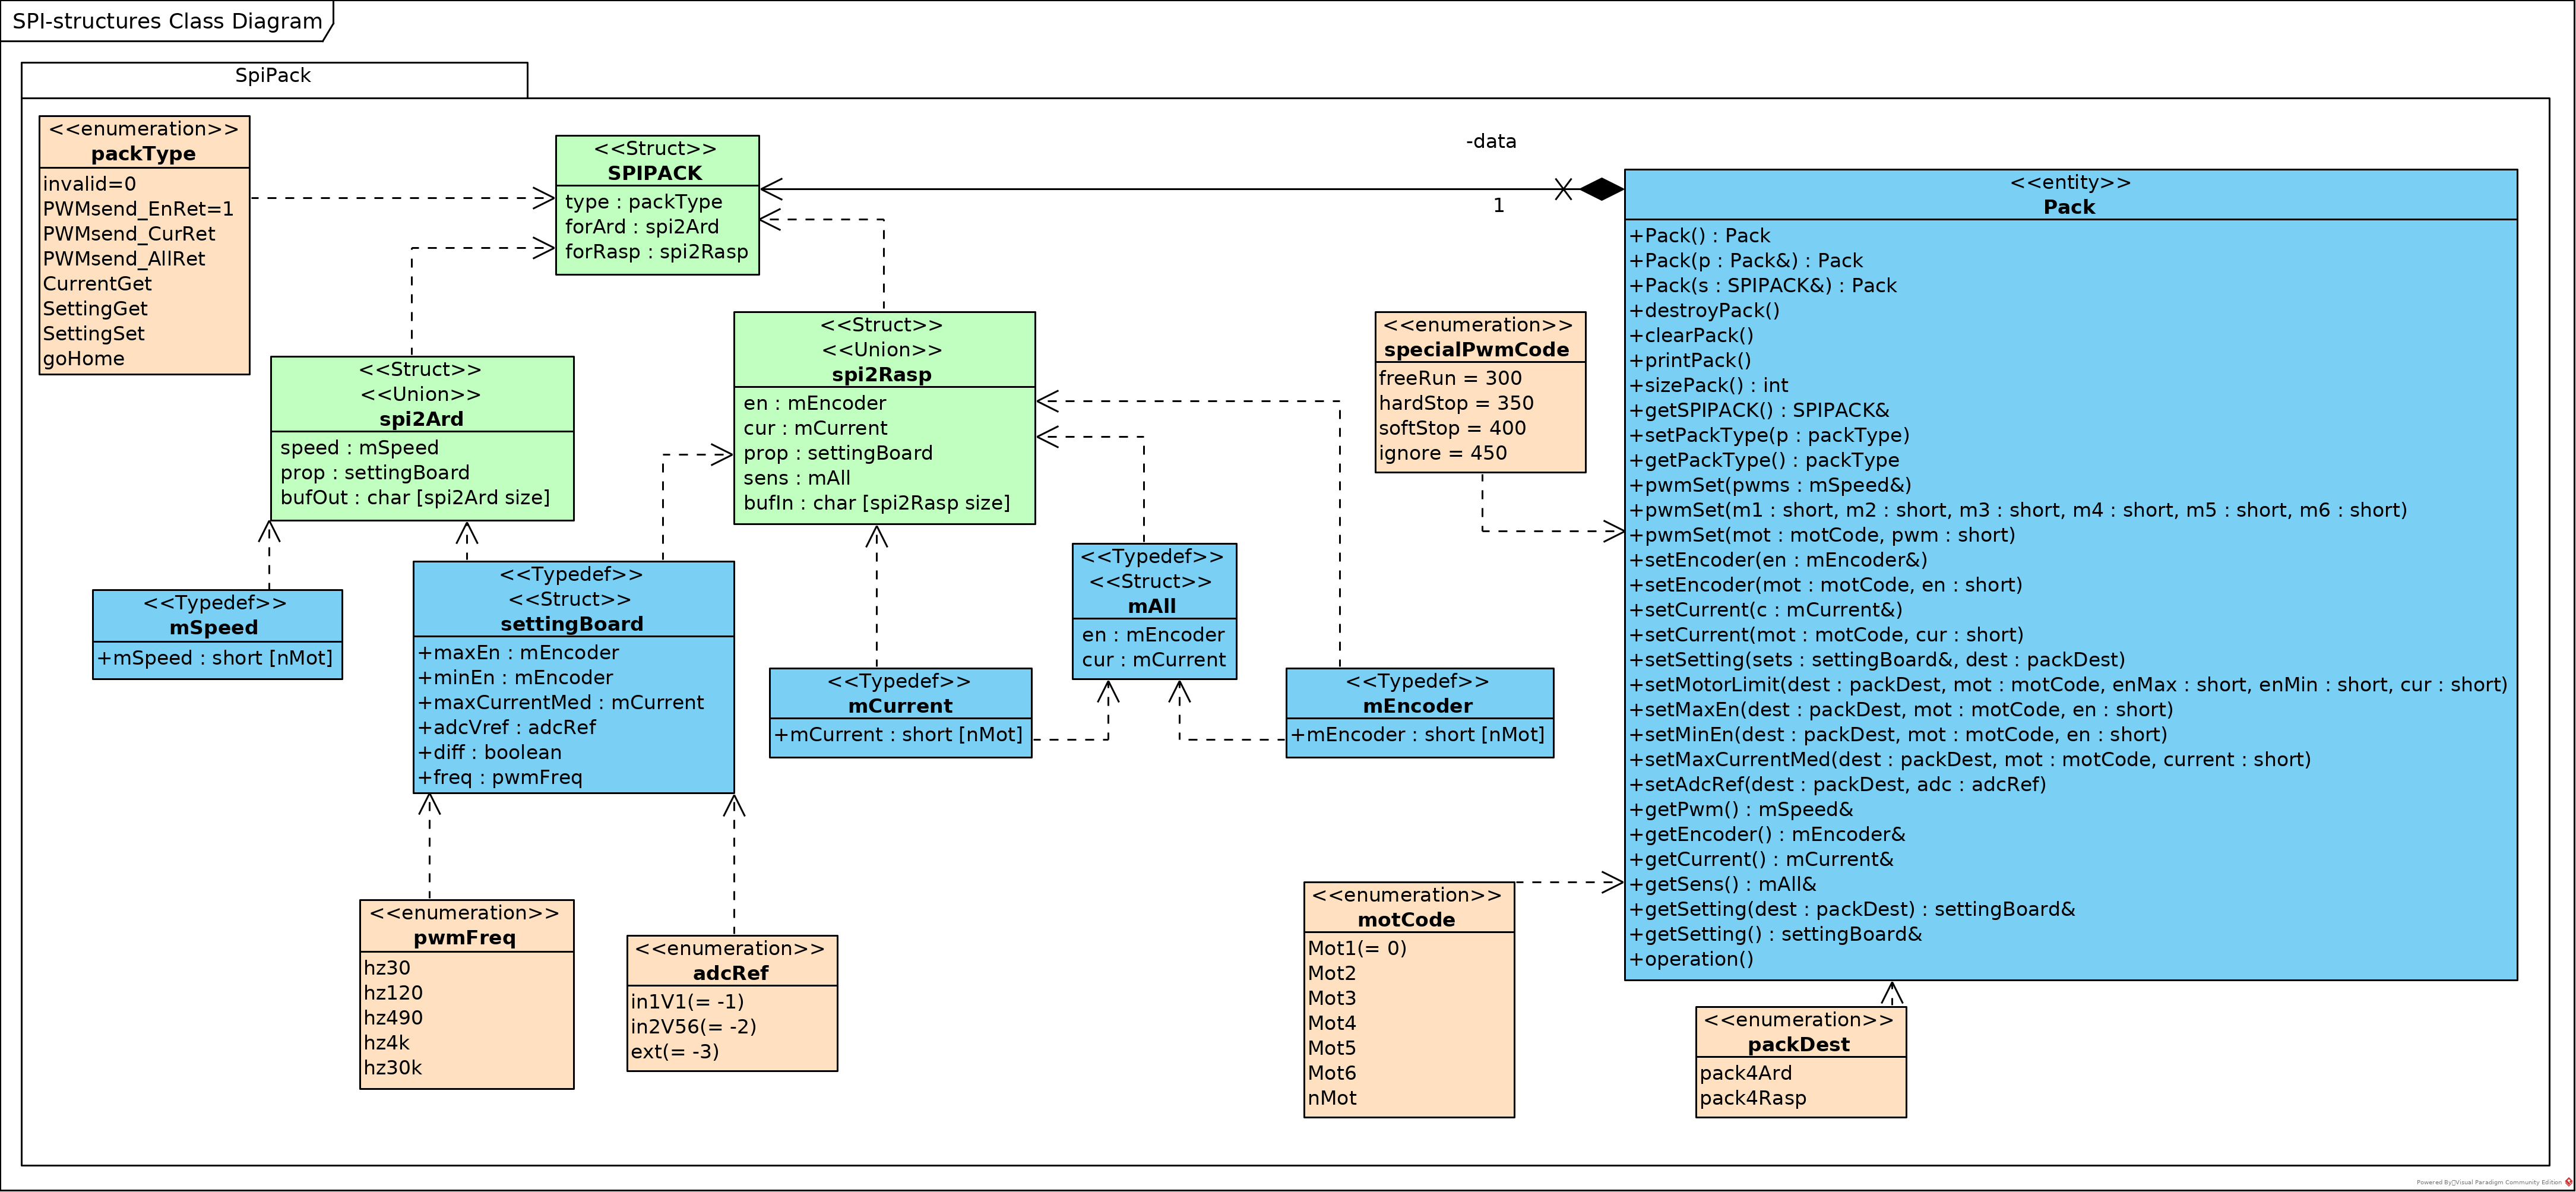 SPI-structures Class Diagram
SpiPack
<<enumeration>>
packType
invalid=0
PWMsend_EnRet=1
PWMsend_CurRet
PWMsend_AllRet
CurrentGet
SettingGet
SettingSet
goHome
<<Struct>>
SPIPACK
type : packType
forArd : spi2Ard
forRasp : spi2Rasp
-data
1
<<entity>>
Pack
+Pack() : Pack
+Pack(p : Pack&) : Pack
+Pack(s : SPIPACK&) : Pack
+destroyPack()
+clearPack()
+printPack()
+sizePack() : int
+getSPIPACK() : SPIPACK&
+setPackType(p : packType)
+getPackType() : packType
+pwmSet(pwms : mSpeed&)
+pwmSet(m1 : short, m2 : short, m3 : short, m4 : short, m5 : short, m6 : short)
+pwmSet(mot : motCode, pwm : short)
+setEncoder(en : mEncoder&)
+setEncoder(mot : motCode, en : short)
+setCurrent(c : mCurrent&)
+setCurrent(mot : motCode, cur : short)
+setSetting(sets : settingBoard&, dest : packDest)
+setMotorLimit(dest : packDest, mot : motCode, enMax : short, enMin : short, cur : short)
+setMaxEn(dest : packDest, mot : motCode, en : short)
+setMinEn(dest : packDest, mot : motCode, en : short)
+setMaxCurrentMed(dest : packDest, mot : motCode, current : short)
+setAdcRef(dest : packDest, adc : adcRef)
+getPwm() : mSpeed&
+getEncoder() : mEncoder&
+getCurrent() : mCurrent&
+getSens() : mAll&
+getSetting(dest : packDest) : settingBoard&
+getSetting() : settingBoard&
+operation()
<<Struct>>
<<Union>>
spi2Ard
speed : mSpeed
prop : settingBoard
bufOut : char [spi2Ard size]
<<Struct>>
<<Union>>
spi2Rasp
en : mEncoder
cur : mCurrent
prop : settingBoard
sens : mAll
bufIn : char [spi2Rasp size]
<<enumeration>>
specialPwmCode
freeRun = 300
hardStop = 350
softStop = 400
ignore = 450
<<Typedef>>
mSpeed
+mSpeed : short [nMot]
<<Typedef>>
<<Struct>>
settingBoard
+maxEn : mEncoder
+minEn : mEncoder
+maxCurrentMed : mCurrent
+adcVref : adcRef
+diff : boolean
+freq : pwmFreq
<<Typedef>>
mCurrent
+mCurrent : short [nMot]
<<Typedef>>
<<Struct>>
mAll
en : mEncoder
cur : mCurrent
<<Typedef>>
mEncoder
+mEncoder : short [nMot]
<<enumeration>>
pwmFreq
hz30
hz120
hz490
hz4k
hz30k
<<enumeration>>
adcRef
in1V1(= -1)
in2V56(= -2)
ext(= -3)
<<enumeration>>
motCode
Mot1(= 0)
Mot2
Mot3
Mot4
Mot5
Mot6
nMot
<<enumeration>>
packDest
pack4Ard
pack4Rasp
Powered By Visual Paradigm Community Edition